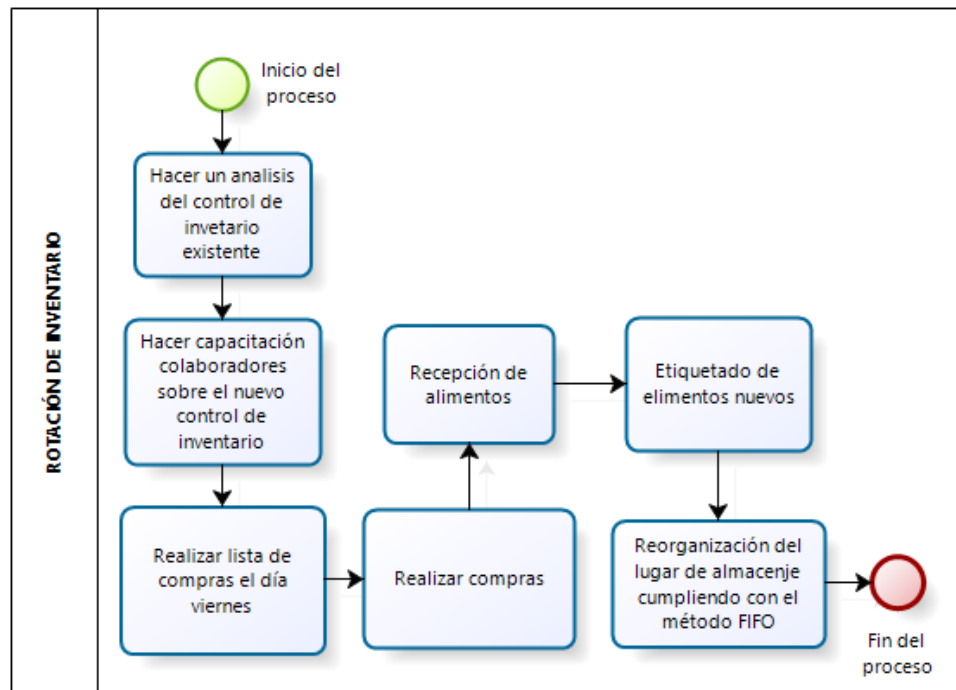 ROTACIÓN DE INVENTARIO
Inicio del
proceso
Hacer un analisis
del control de
invetario
existente
Hacer capacitación
colaboradores
sobre el nuevo
control de
inventario
Realizar lista de
compras el día
viernes
Realizar compras
Recepción de
alimentos
Etiquetado de
elimentos nuevos
Reorganización del
lugar de almacenje
cumpliendo con el
método FIFO
Fin del
proceso